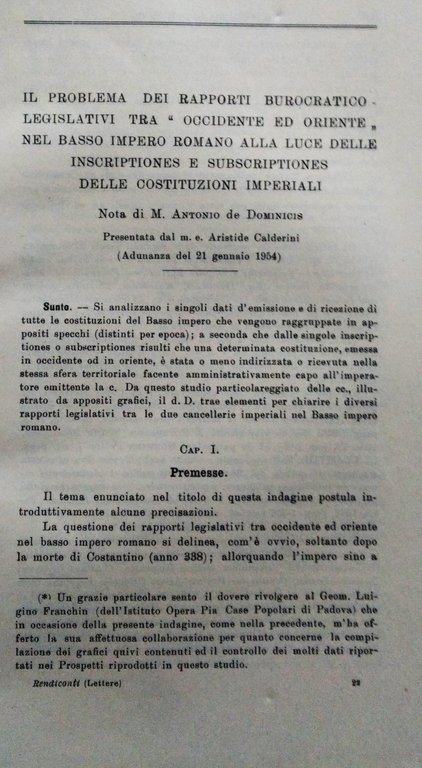 IL PROBLEMA DEI RAPPORTI BUROCRATICO-
LEGISLATIVI TRA “ OCCIDENTE ED ORIENTE „
NEL BASSO IMPERO ROMANO ALLA LUCE DELLE
INSCRIPTIONES E SUBSCRIPTIONES
DELLE COSTITUZIONI IMPERIALI
Nota di M. Antonio de Dominicis
Presentata dal m. e. Aristide Calderini
(Adunanza del 21 gennaio 1954)
Sunto. — Si analizzano i singoli dati d'emissione e di ricezione di
tutte le costituzioni del Basso impero che vengono raggruppate in ap-
positi specchi (distinti per epoca); a seconda che dalle singole inscrip-
tiones o subscriptiones risulti che una determinata costituzione, emessa
in occidente od in oriente, è stata o meno indirizzata o ricevuta nella
stessa sfera territoriale facente amministrativamente capo all'impera-
tore emittente la c. Da questo studio particolareggiato delle cc., illu-
strato da appositi grafici, il d. D. trae elementi per chiarire i diversi
rapporti legislativi tra le due cancellerie imperiali nel Basso impero
romano.
Cap. I.
Premesse.
Il tema enunciato nel titolo di questa indagine postula in-
troduttivamente alcune precisazioni.
La questione dei rapporti legislativi tra occidente ed oriente
nel basso impero romano si delinea, com'è ovvio, soltanto dopo
la morte di Costantino (anno 338); allorquando l'impero sino a
(*) Un grazie particolare sento il dovere rivolgere al Geom. Lui-
gino Franchin (dell'Istituto Opera Pia Case Popolari di Padova) che
in occasione della presente indagine, come nella precedente, m'ha of-
ferto la sua affettuosa collaborazione per quanto concerne la compi-
lazione dei grafici quivi contenuti ed il controllo dei molti dati ripor-
tati nei Prospetti riprodotti in questo studio.
Rendiconti (Lettere) 22